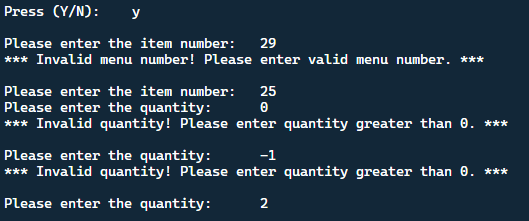 Press (Y/N):    y
Please enter the item number:   29
*** Invalid menu number! Please enter valid menu number. ***
Please enter the item number:   25
Please enter the quantity:      0
*** Invalid quantity! Please enter quantity greater than 0. ***
Please enter the quantity:      -1
*** Invalid quantity! Please enter quantity greater than 0. ***
Please enter the quantity:      2